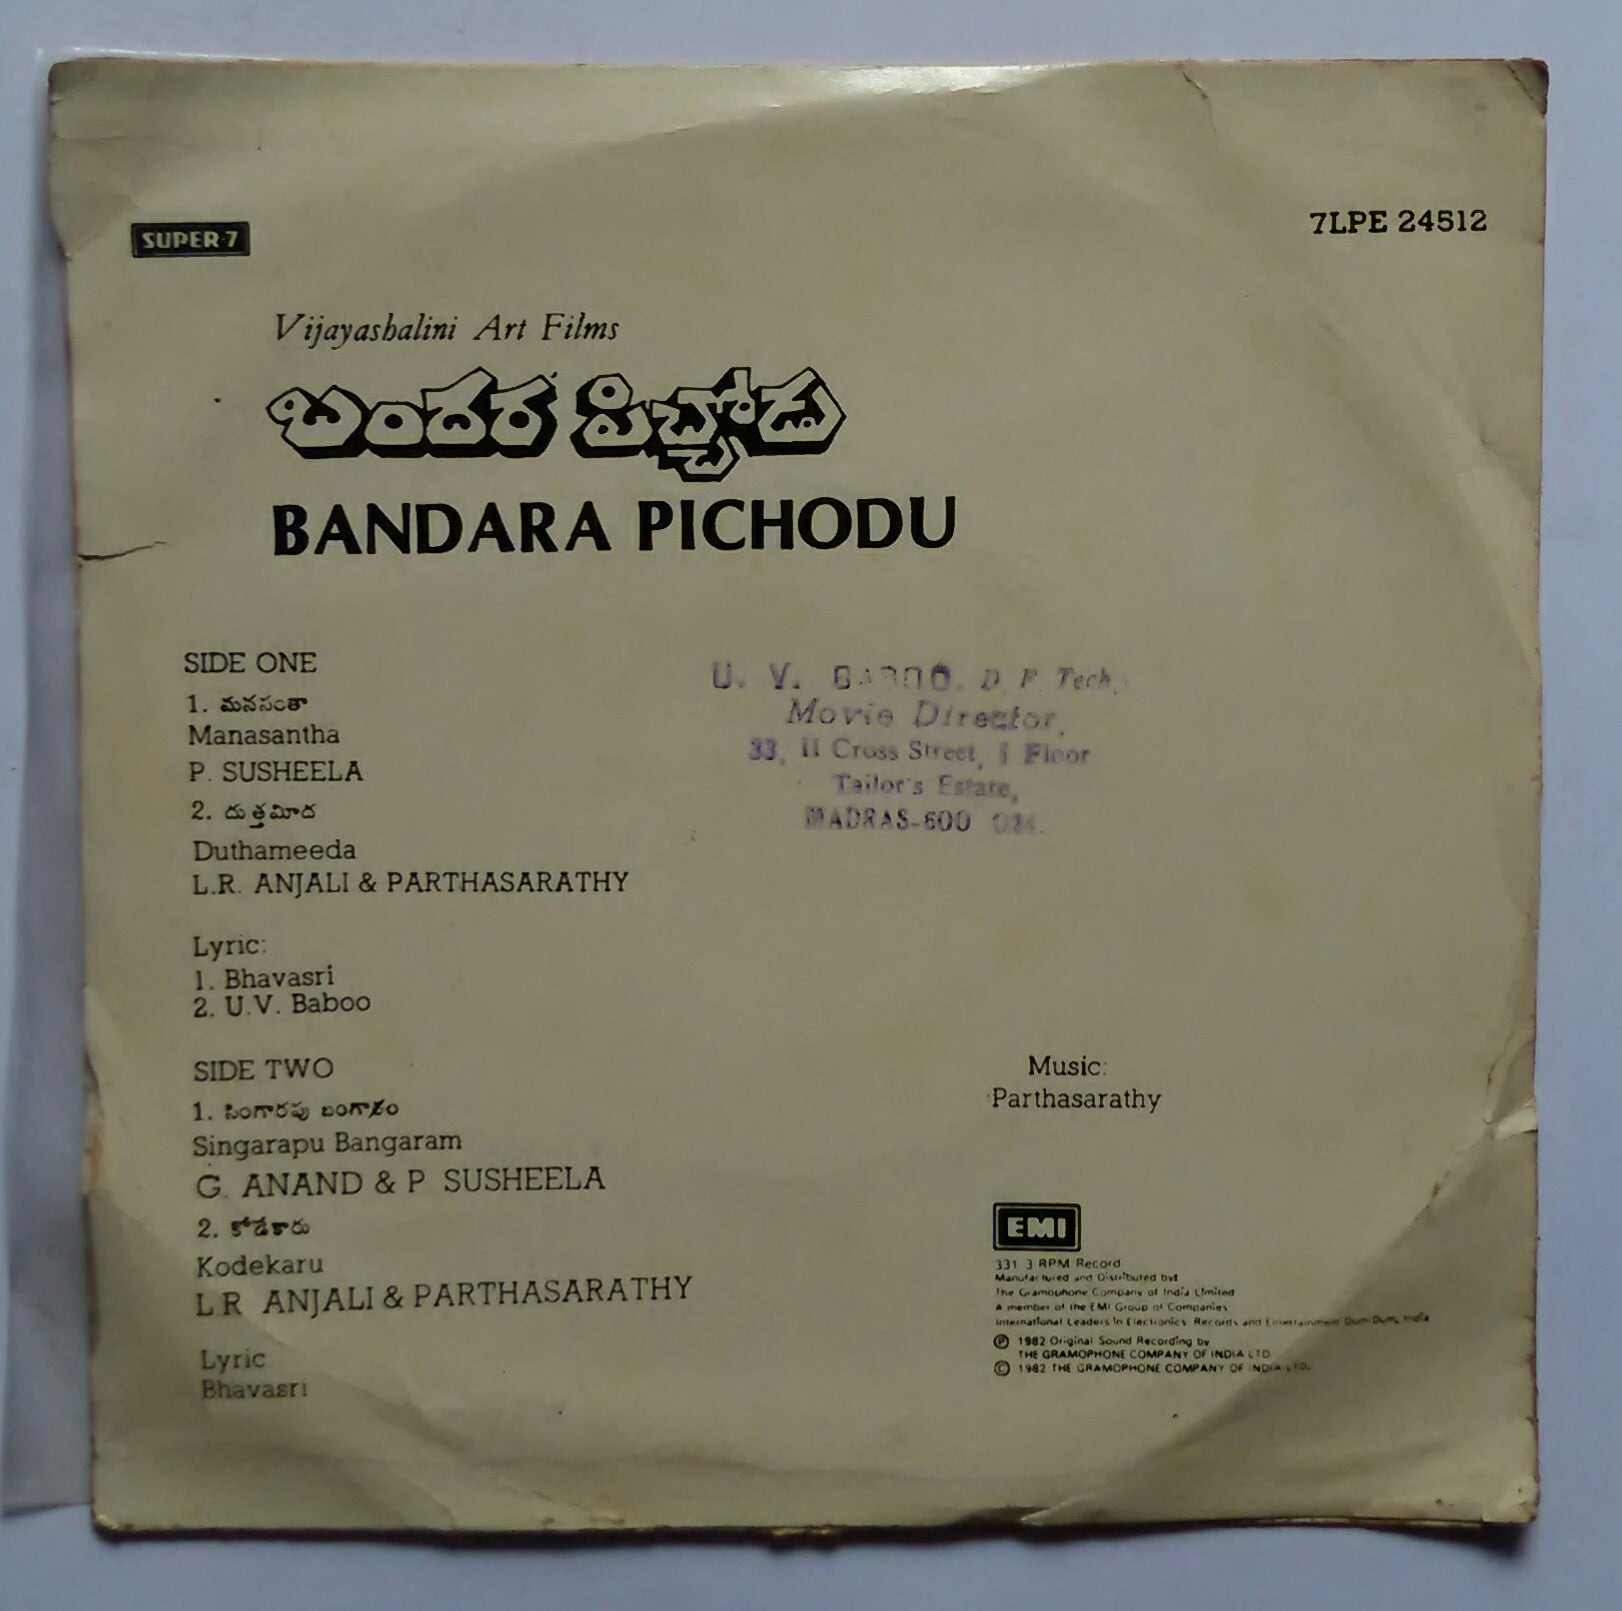 SUPER-7
7LPE 24512
Vijayashalini Art Films
బందర పిచ్చోడు
BANDARA PICHODU
SIDE ONE
1. మనసంతా
Manasantha
P. SUSHEELA
2. దుత్తమీద
Duthameeda
L.R. ANJALI & PARTHASARATHY
Lyric:
1. Bhavasri
2. U.V. Baboo
SIDE TWO
1. సింగారపు బంగారం
Singarapu Bangaram
G. ANAND & P. SUSHEELA
2. కోడేకారు
Kodekaru
L.R ANJALI & PARTHASARATHY
Lyric
Bhavasri
U. V. D. F. Tech.
Movie Director,
33, II Cross Street, I Floor
Tailor's Estate,
MADRAS-600
Music:
Parthasarathy
EMI
331 3 RPM Record
Manufactured and Distributed by:
The Gramophone Company of India Limited
A member of the EMI Group of Companies
International Leaders in Electronics, Records and Entertainment Dum Dum, India
Ⓟ 1982 Original Sound Recording by
THE GRAMOPHONE COMPANY OF INDIA LTD.
© 1982 THE GRAMOPHONE COMPANY OF INDIA LTD.